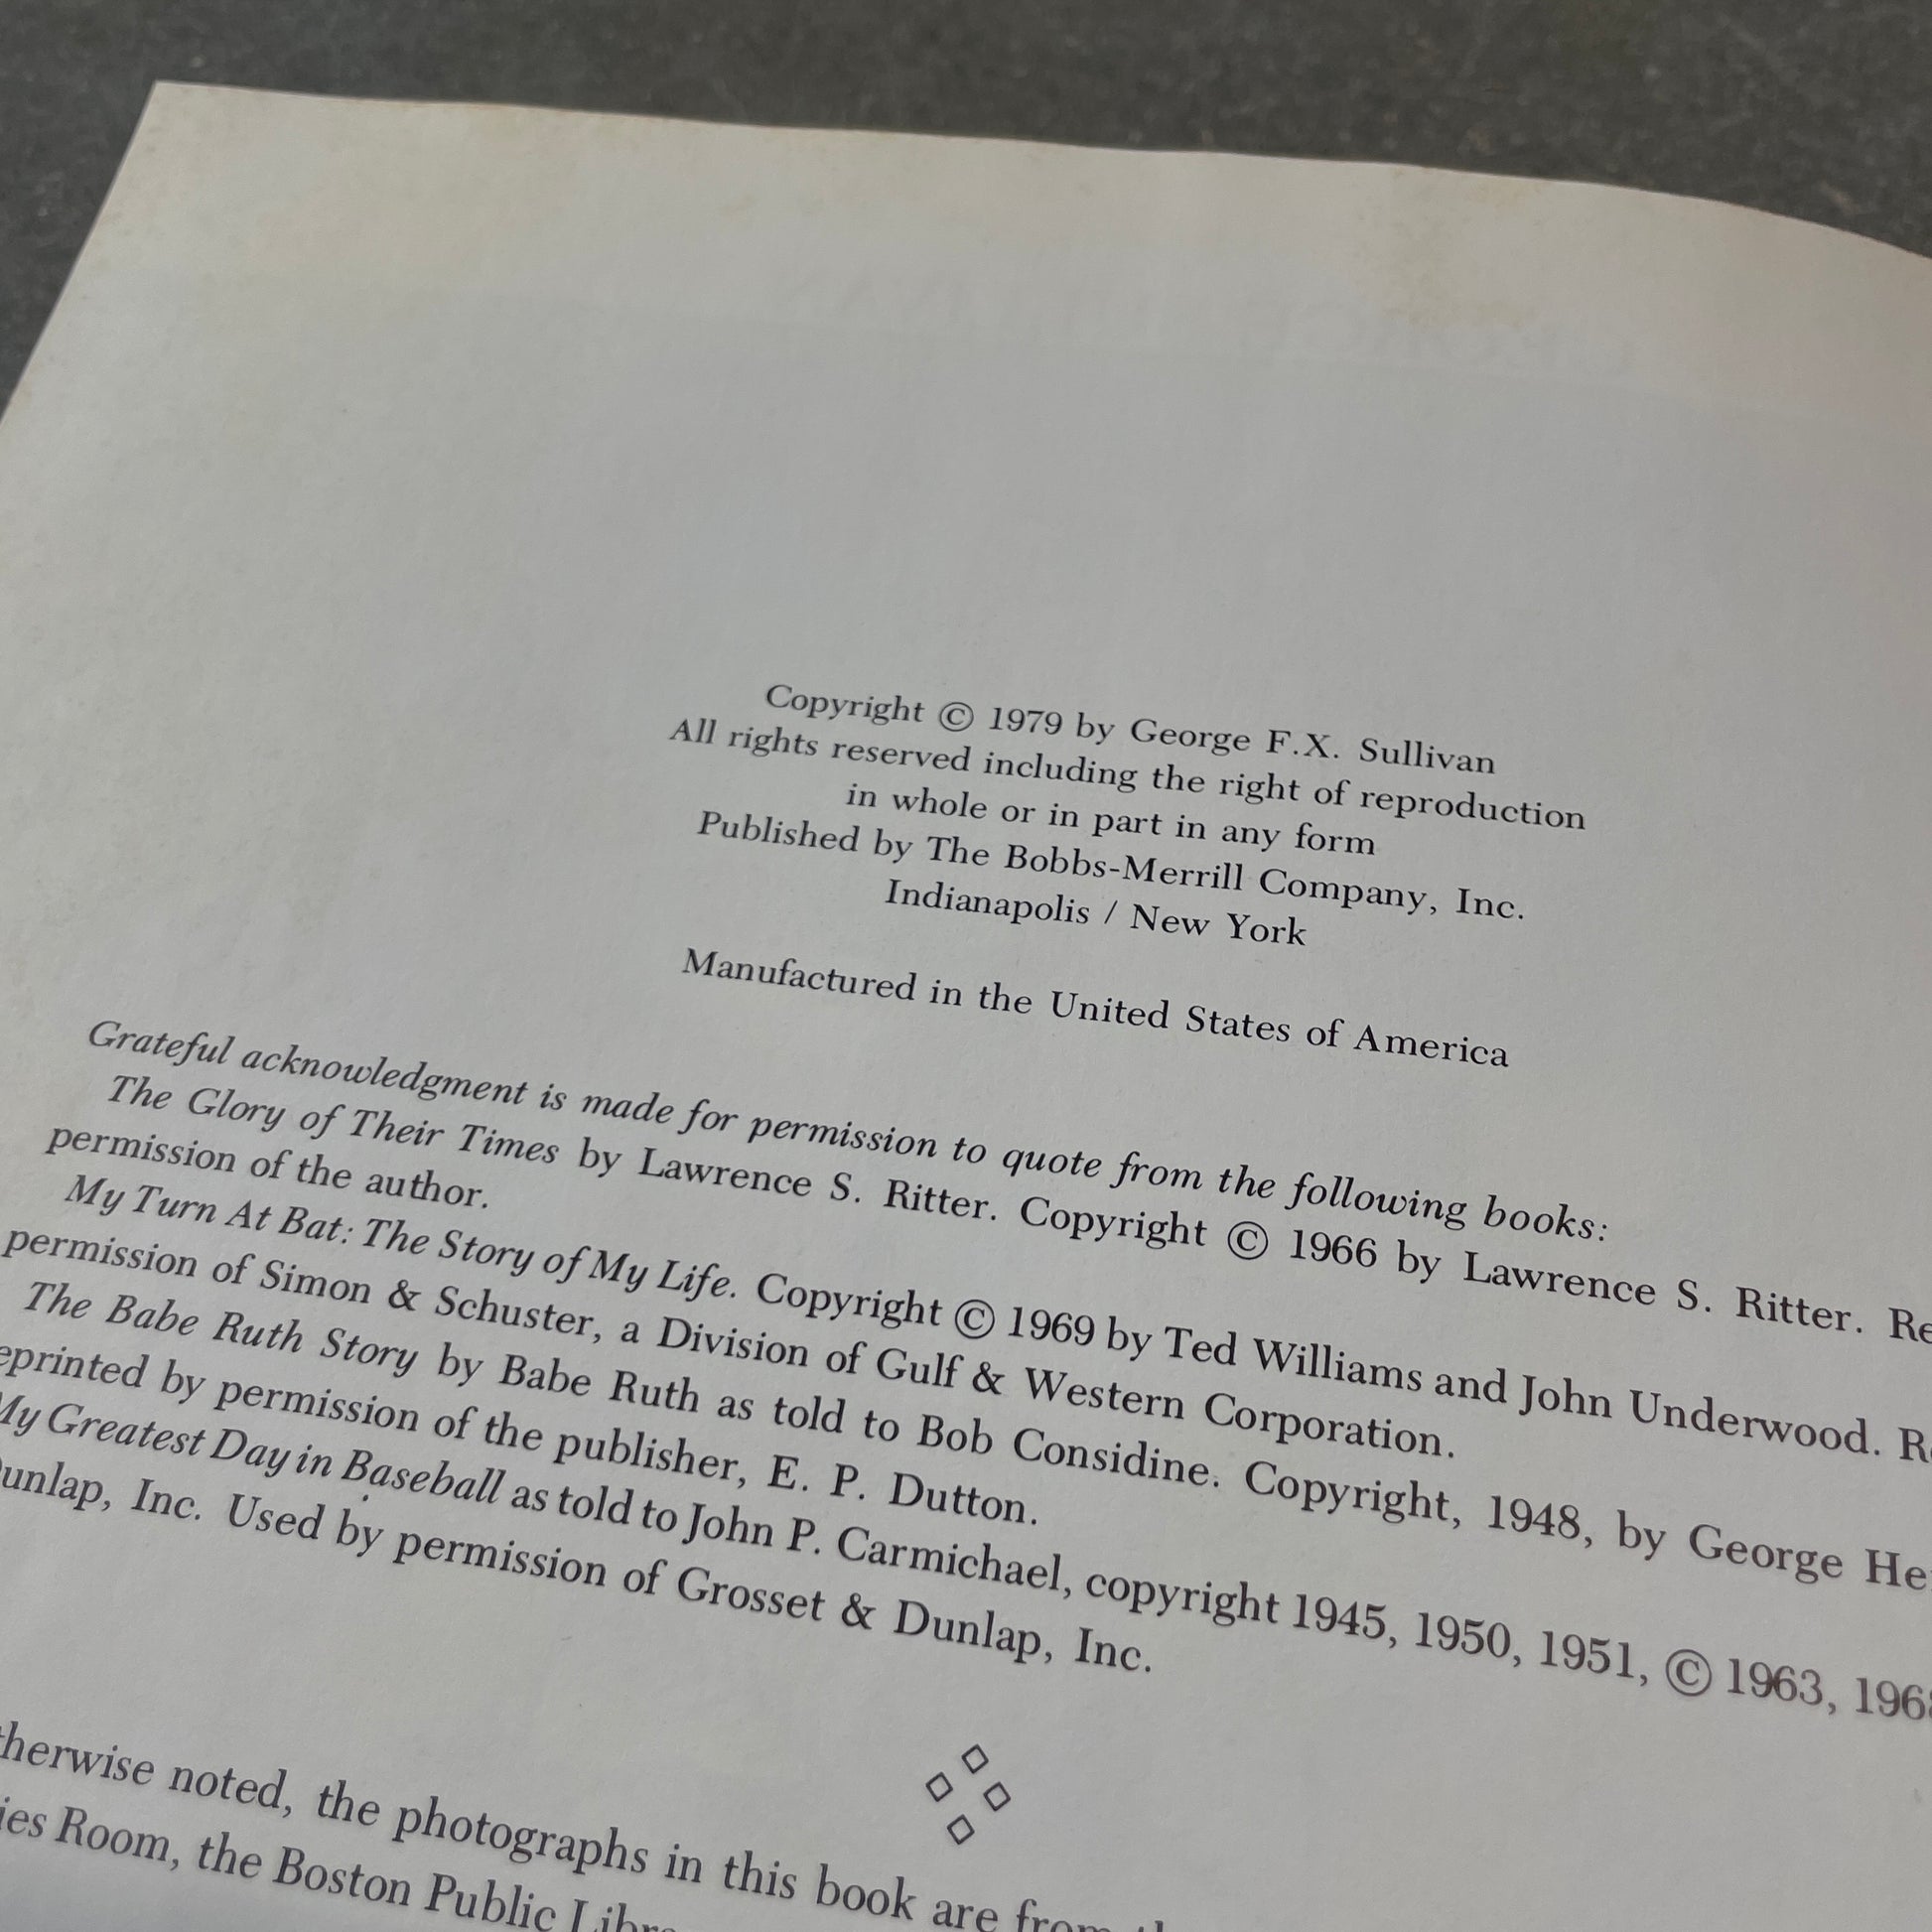 Copyright © 1979 by George F.X. Sullivan
All rights reserved including the right of reproduction
in whole or in part in any form
Published by The Bobbs-Merrill Company, Inc.
Indianapolis / New York
Manufactured in the United States of America
Grateful acknowledgment is made for permission to quote from the following books:
The Glory of Their Times by Lawrence S. Ritter. Copyright © 1966 by Lawrence S. Ritter.
permission of the author.
My Turn At Bat: The Story of My Life. Copyright © 1969 by Ted Williams and John Underwood.
permission of Simon & Schuster, a Division of Gulf & Western Corporation.
The Babe Ruth Story by Babe Ruth as told to Bob Considine. Copyright, 1948, by George
eprinted by permission of the publisher, E. P. Dutton.
My Greatest Day in Baseball as told to John P. Carmichael, copyright 1945, 1950, 1951, © 1963,
unlap, Inc. Used by permission of Grosset & Dunlap, Inc.
therwise noted, the photographs in this book are from
ies Room, the Boston Public